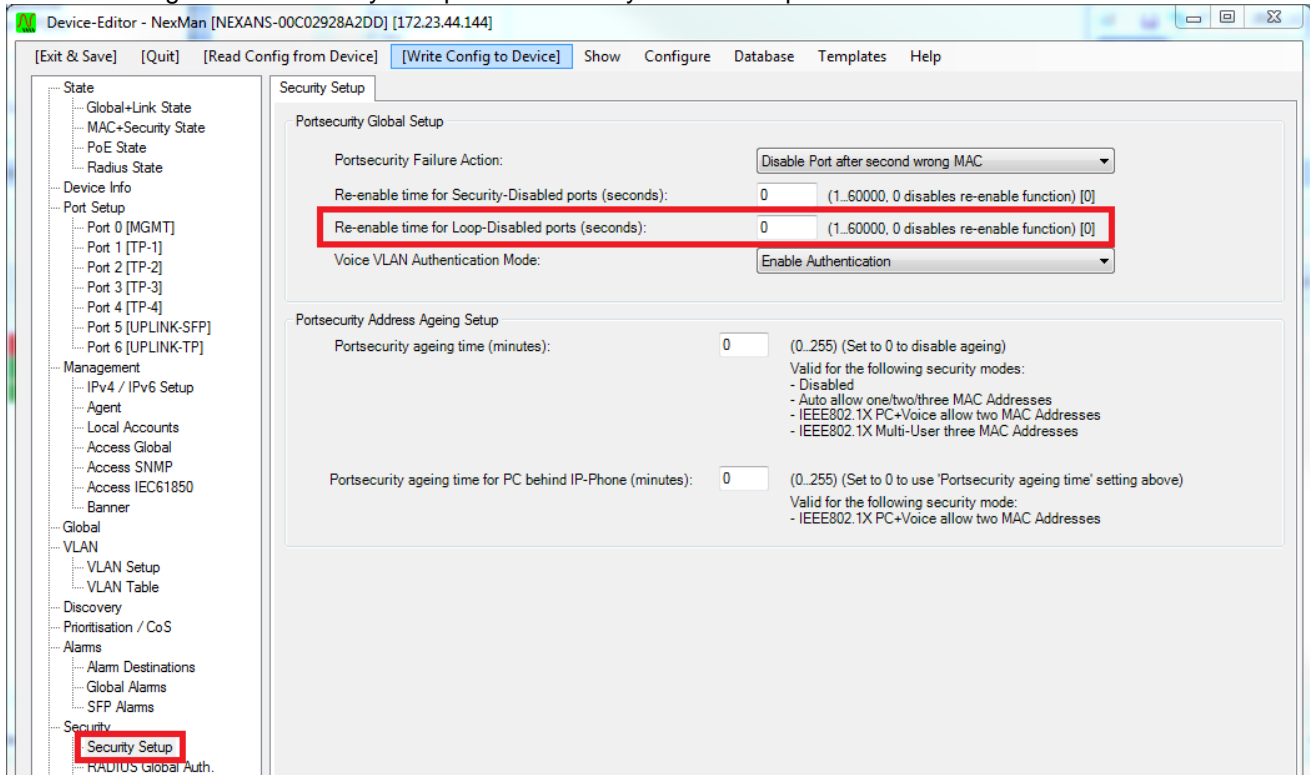 Device-Editor - NexMan [NEXANS-00C02928A2DD] [172.23.44.144]
[Exit & Save] [Quit] [Read Config from Device] [Write Config to Device] Show Configure Database Templates Help
State
Global+Link State
MAC+Security State
PoE State
Radius State
Device Info
Port Setup
Port 0 [MGMT]
Port 1 [TP-1]
Port 2 [TP-2]
Port 3 [TP-3]
Port 4 [TP-4]
Port 5 [UPLINK-SFP]
Port 6 [UPLINK-TP]
Management
IPv4 / IPv6 Setup
Agent
Local Accounts
Access Global
Access SNMP
Access IEC61850
Banner
Global
VLAN
VLAN Setup
VLAN Table
Discovery
Prioritisation / CoS
Alarms
Alarm Destinations
Global Alarms
SFP Alarms
Security
Security Setup
RADIUS Global Auth.
Security Setup
Portsecurity Global Setup
Portsecurity Failure Action: Disable Port after second wrong MAC
Re-enable time for Security-Disabled ports (seconds): 0 (1...60000, 0 disables re-enable function) [0]
Re-enable time for Loop-Disabled ports (seconds): 0 (1...60000, 0 disables re-enable function) [0]
Voice VLAN Authentication Mode: Enable Authentication
Portsecurity Address Ageing Setup
Portsecurity ageing time (minutes): 0 (0...255) (Set to 0 to disable ageing)
Valid for the following security modes:
- Disabled
- Auto allow one/two/three MAC Addresses
- IEEE802.1X PC+Voice allow two MAC Addresses
- IEEE802.1X Multi-User three MAC Addresses
Portsecurity ageing time for PC behind IP-Phone (minutes): 0 (0...255) (Set to 0 to use 'Portsecurity ageing time' setting above)
Valid for the following security mode:
- IEEE802.1X PC+Voice allow two MAC Addresses